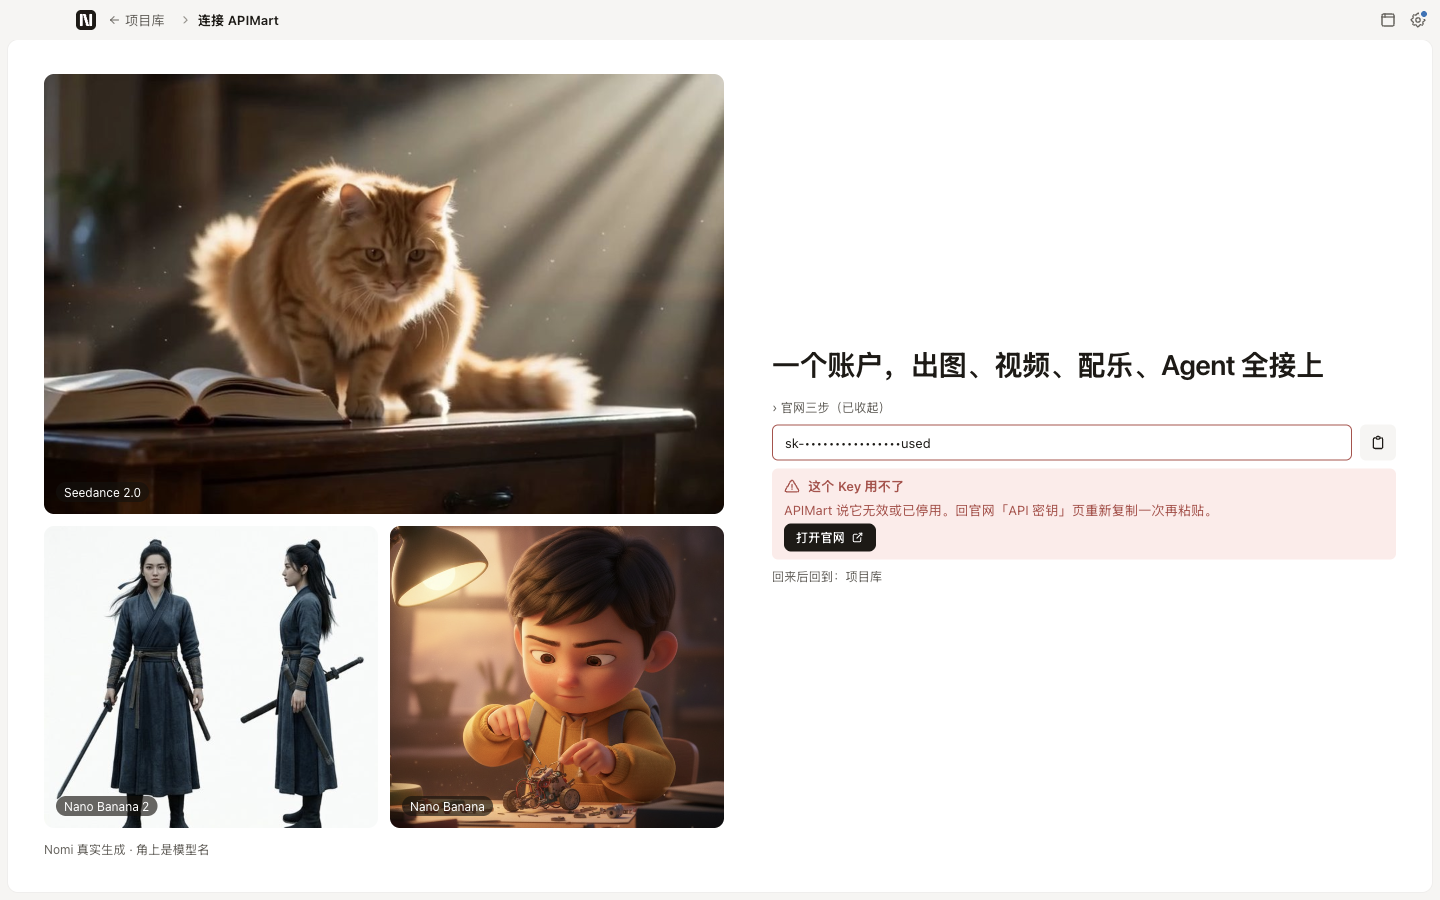 项目库
连接 APIMart
Seedance 2.0
Nano Banana 2
Nano Banana
Nomi 真实生成 · 角上是模型名
一个账户，出图、视频、配乐、Agent 全接上
› 官网三步（已收起）
sk-••••••••••••••••used
这个 Key 用不了
APIMart 说它无效或已停用。回官网「API 密钥」页重新复制一次再粘贴。
打开官网
回来后回到：项目库